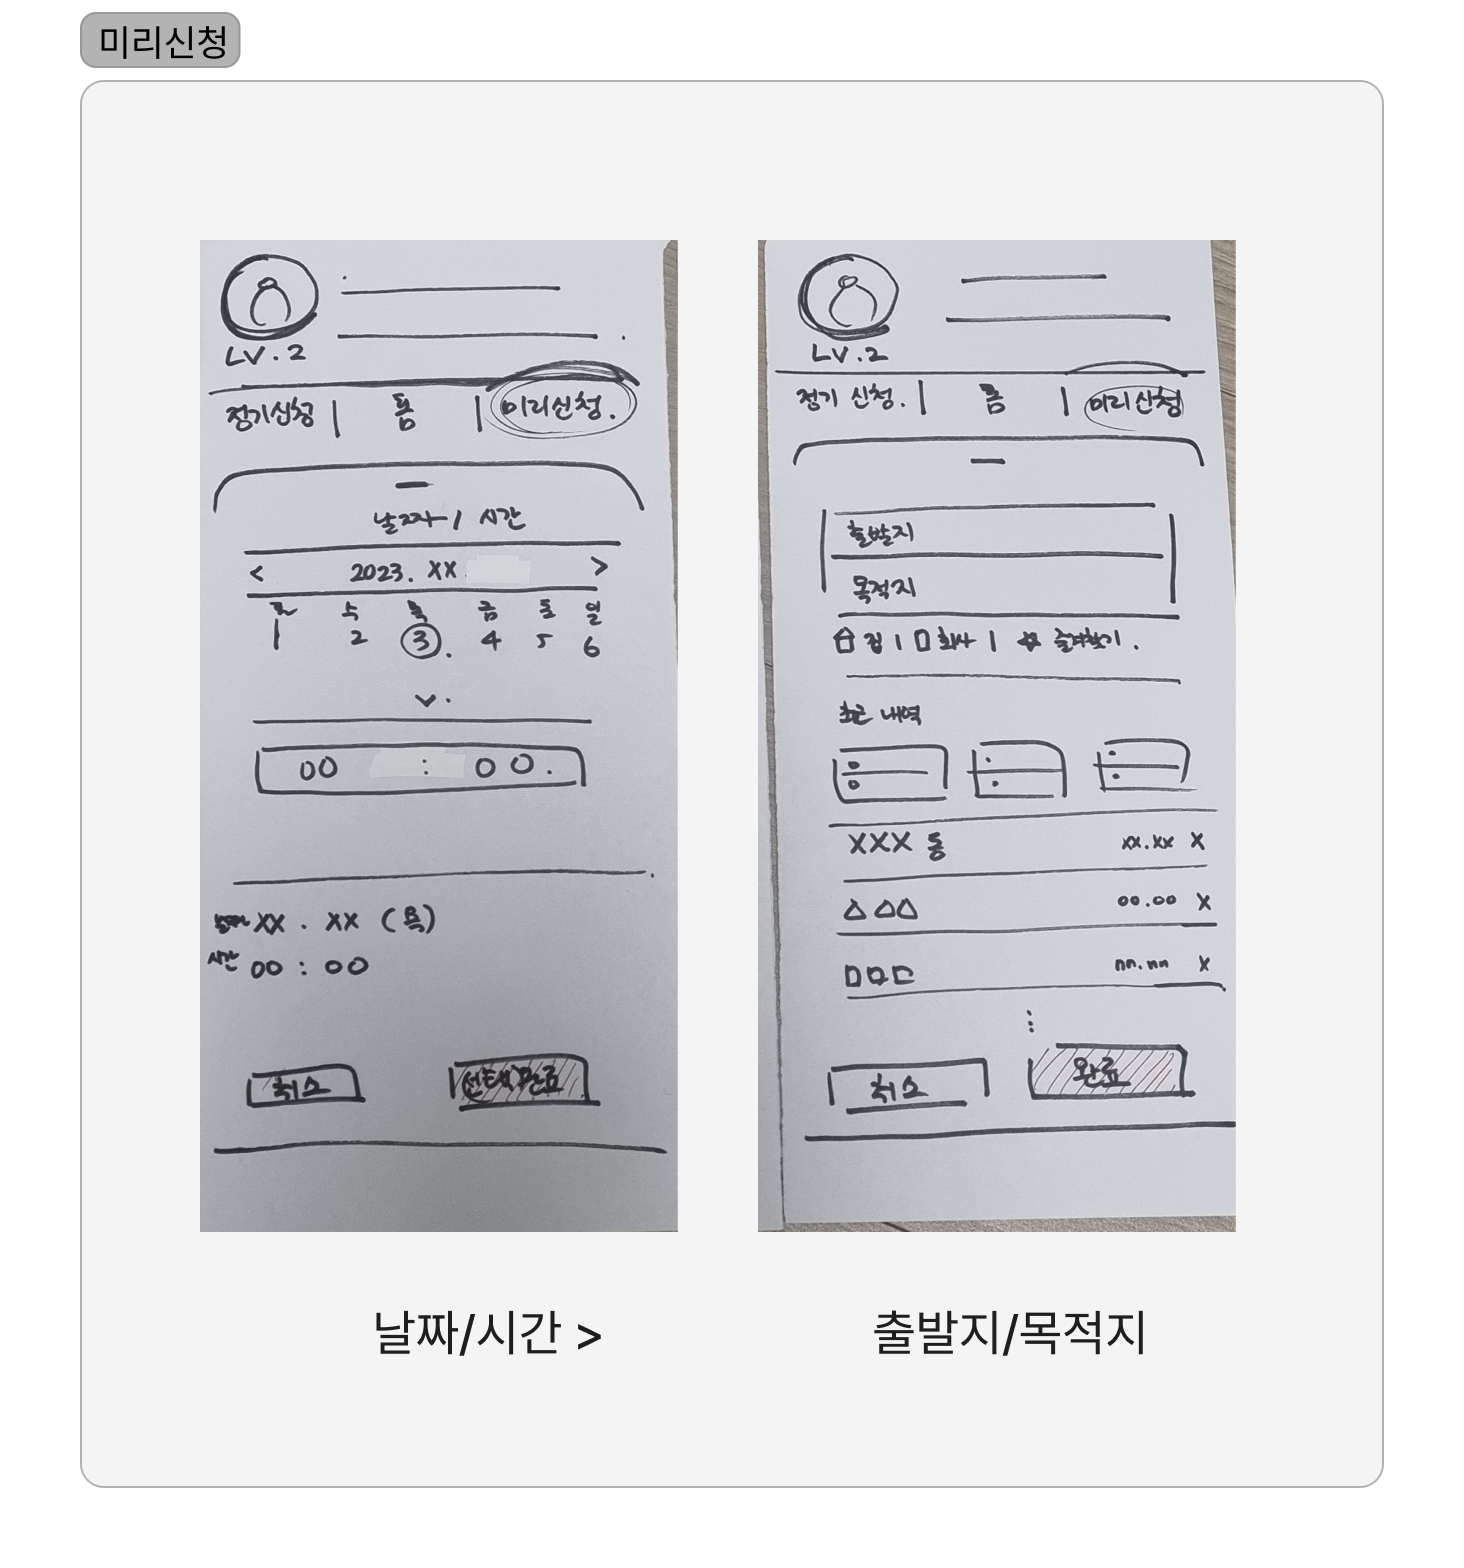 미리신청
LV.2
정기신청 | 홈 | 미리신청.
날짜 / 시간
< 2023. XX >
수 목 금 토 일
1 2 3. 4 5 6
00 : 00.
날짜 XX . XX (목)
시간 00 : 00
취소 선택완료
LV.2
정기 신청. | 홈 | 미리신청
출발지
목적지
집 | 회사 | 즐겨찾기.
최근 내역
XXX 동 xx.xx X
△△△ 00.00 X
□□□ nn.nn X
취소 완료
날짜/시간 > 출발지/목적지